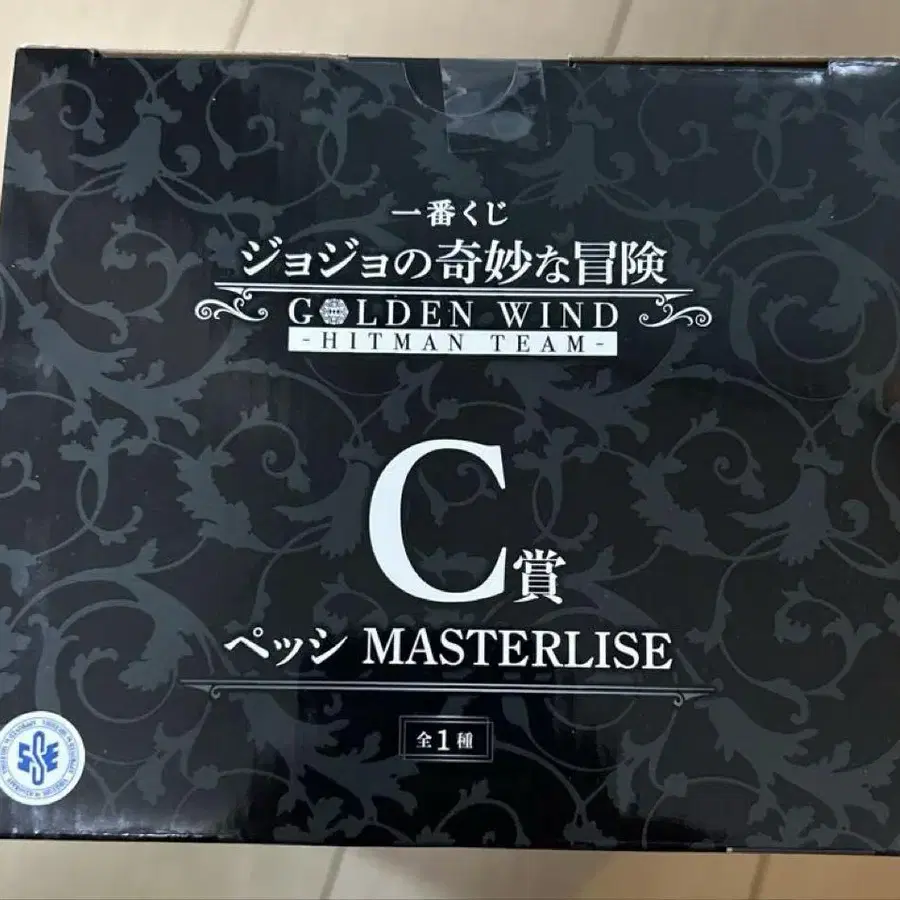 一番くじ
ジョジョの奇妙な冒険
GOLDEN WIND
-HITMAN TEAM-
C賞
ペッシ MASTERLISE
全1種